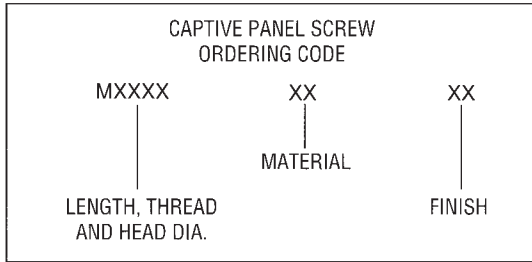 CAPTIVE PANEL SCREW
ORDERING CODE
MXXXX XX XX
MATERIAL
LENGTH, THREAD FINISH
AND HEAD DIA.